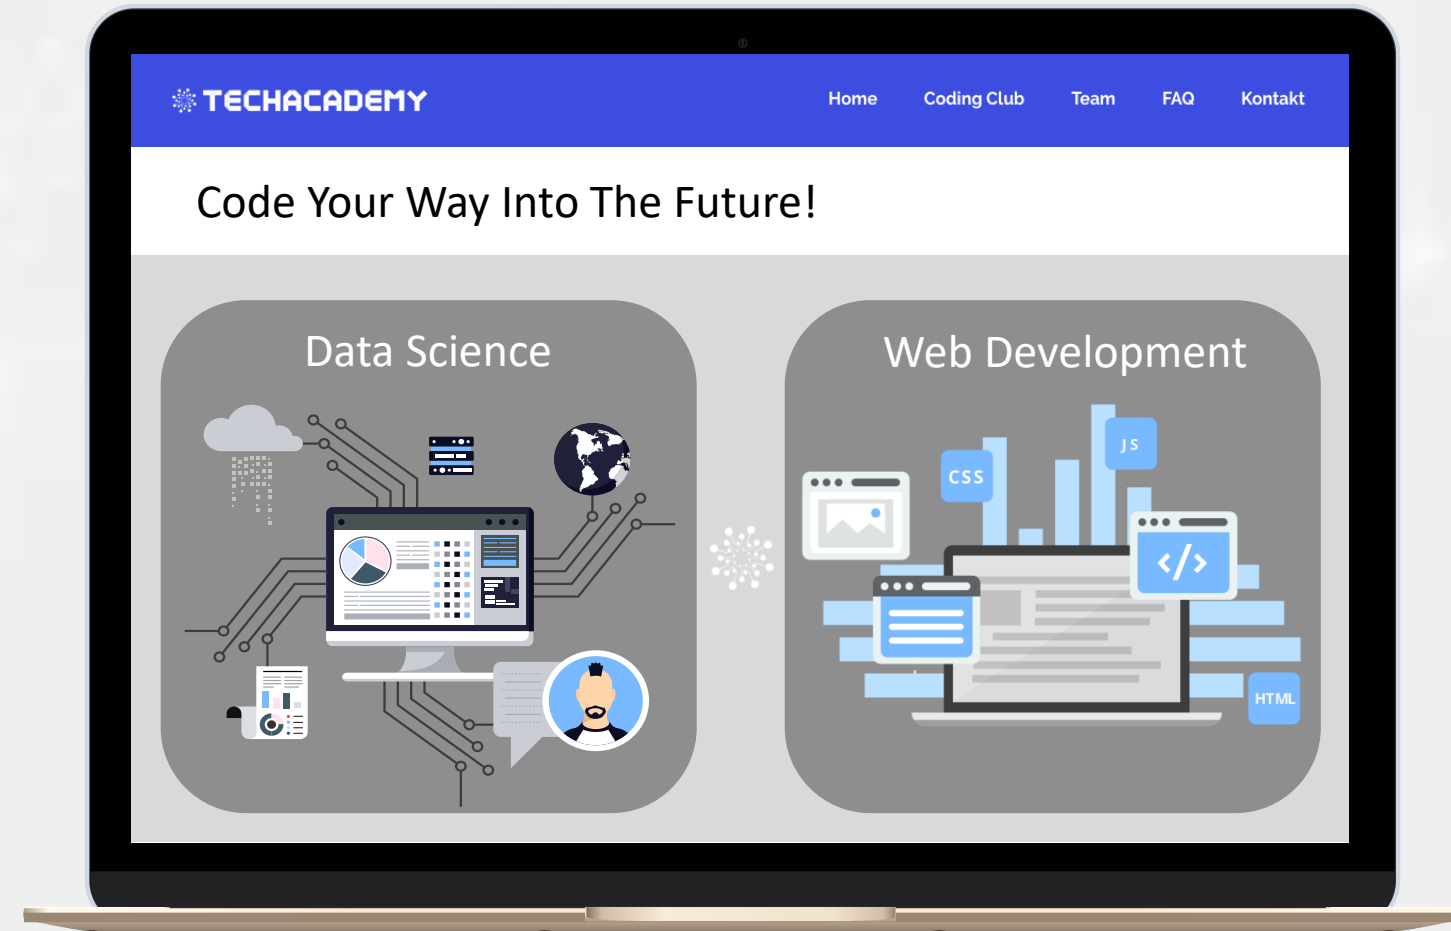 TECHACADEMY
Home Coding Club Team FAQ Kontakt
Code Your Way Into The Future!
Data Science
Web Development
JS
CSS
</>
HTML